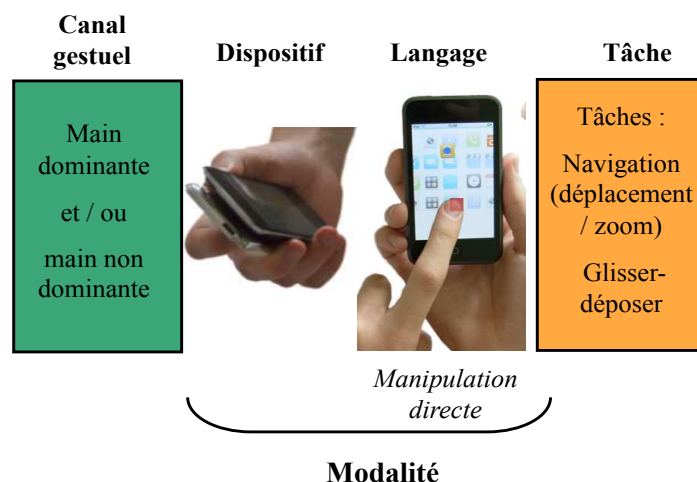 Canal
gestuel
Dispositif
Langage
Tâche
Main
dominante
et / ou
main non
dominante
Tâches :
Navigation
(déplacement
/ zoom)
Glisser-
déposer
Manipulation
directe
Modalité